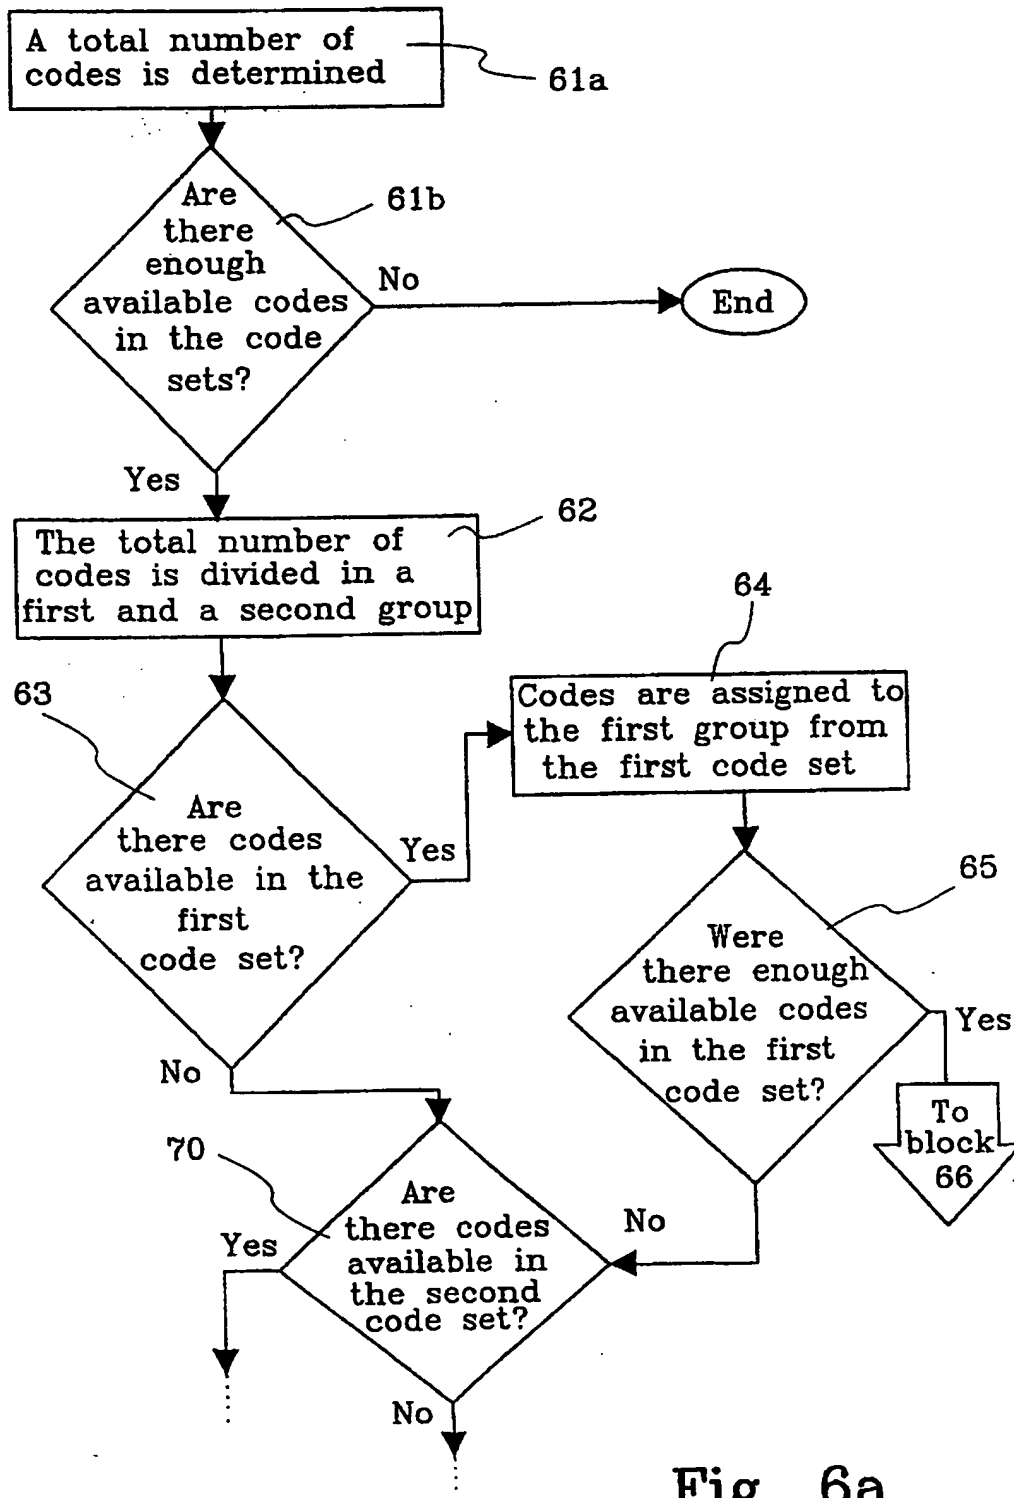 A total number of
codes is determined
61a
Are
there
enough
available codes
in the code
sets?
61b
No
End
Yes
The total number of
codes is divided in a
first and a second group
62
63
Are
there codes
available in the
first
code set?
Yes
64
Codes are assigned to
the first group from
the first code set
65
Were
there enough
available codes
in the first
code set?
Yes
To
block
66
No
No
70
Are
there codes
available in
the second
code set?
Yes
No
Fig. 6a